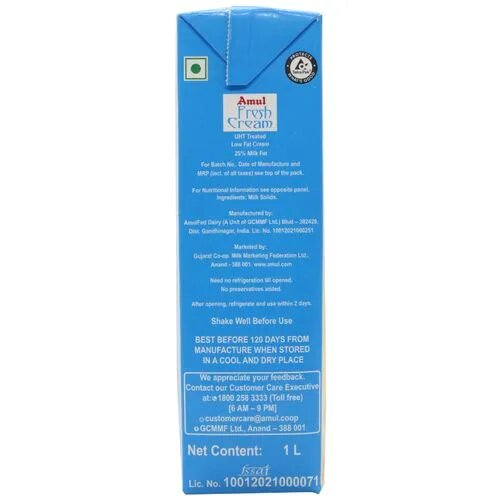 PROTECTS WHAT'S GOOD
Tetra Pak
Amul
Fresh
Cream
UHT Treated
Low Fat Cream
25% Milk Fat
For Batch No., Date of Manufacture and
MRP (incl. of all taxes) see top of the pack.
For Nutritional Information see opposite panel.
Ingredients: Milk Solids.
Manufactured by:
AmulFed Dairy (A Unit of GCMMF Ltd.) Bhat – 382428,
Dist. Gandhinagar, India. Lic. No. 10012021000251
Marketed by:
Gujarat Co-op. Milk Marketing Federation Ltd.,
Anand - 388 001. www.amul.com
Need no refrigeration till opened.
No preservatives added.
After opening, refrigerate and use within 2 days.
Shake Well Before Use
BEST BEFORE 120 DAYS FROM
MANUFACTURE WHEN STORED
IN A COOL AND DRY PLACE
We appreciate your feedback.
Contact our Customer Care Executive
at: 1800 258 3333 (Toll free)
[6 AM – 9 PM]
customercare@amul.coop
GCMMF Ltd., Anand – 388 001
Net Content: 1 L
fssai
Lic. No. 10012021000071